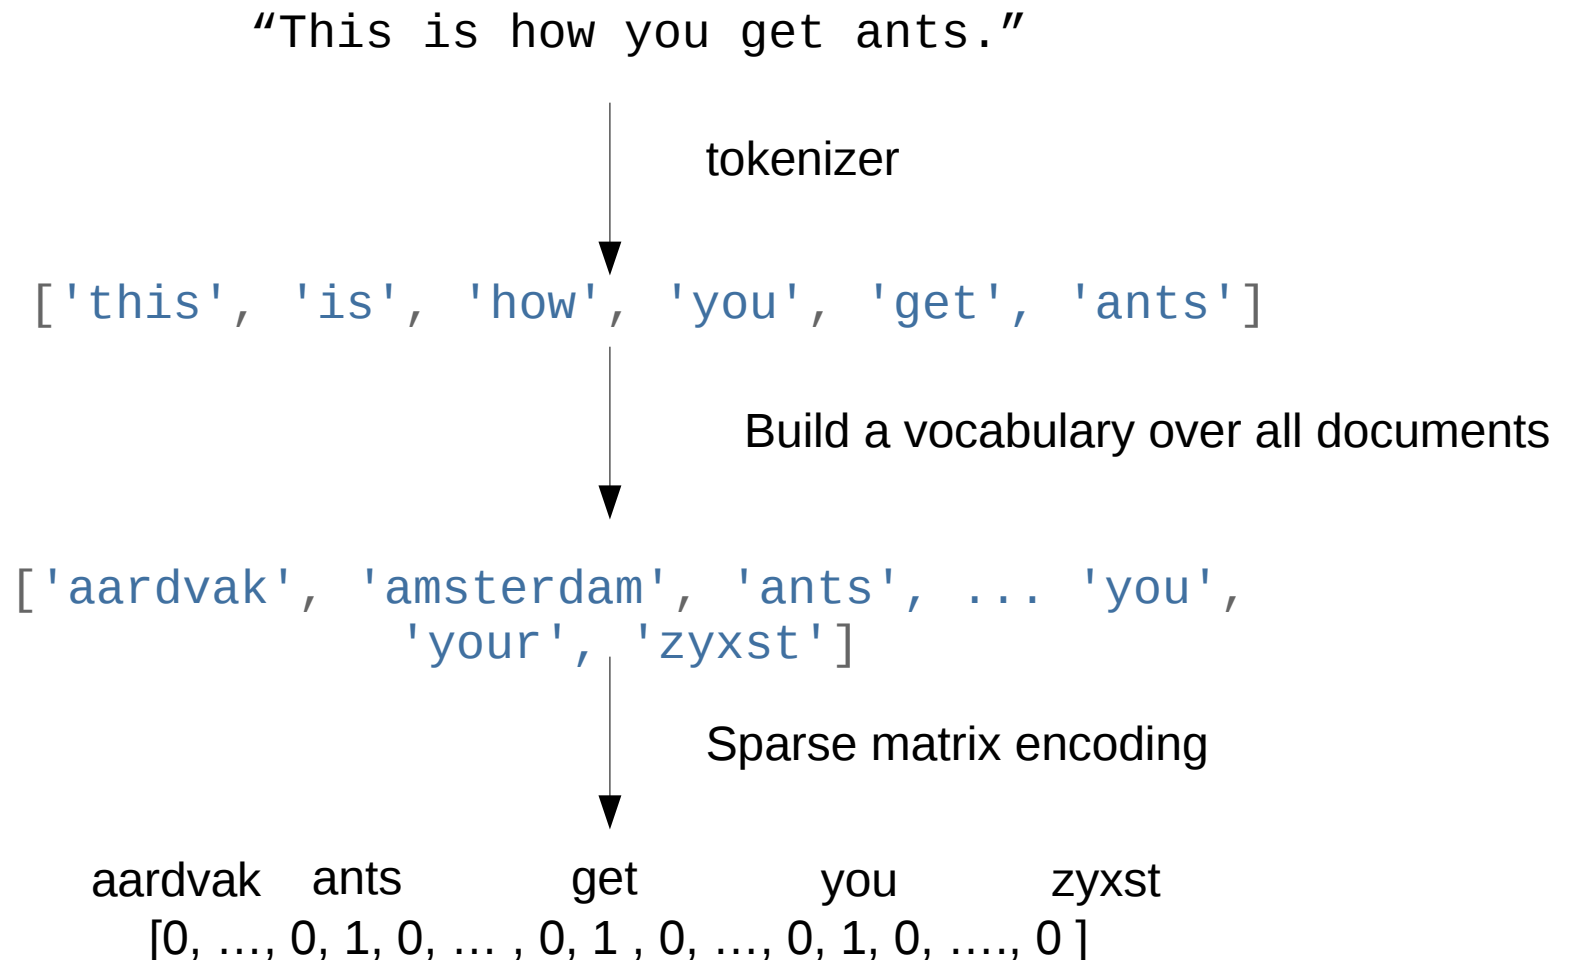 “This is how you get ants.”
tokenizer
['this', 'is', 'how', 'you', 'get', 'ants']
Build a vocabulary over all documents
['aardvak', 'amsterdam', 'ants', ... 'you',
'your', 'zyxst']
Sparse matrix encoding
aardvak ants get you zyxst
[0, …, 0, 1, 0, … , 0, 1 , 0, …, 0, 1, 0, …., 0 ]